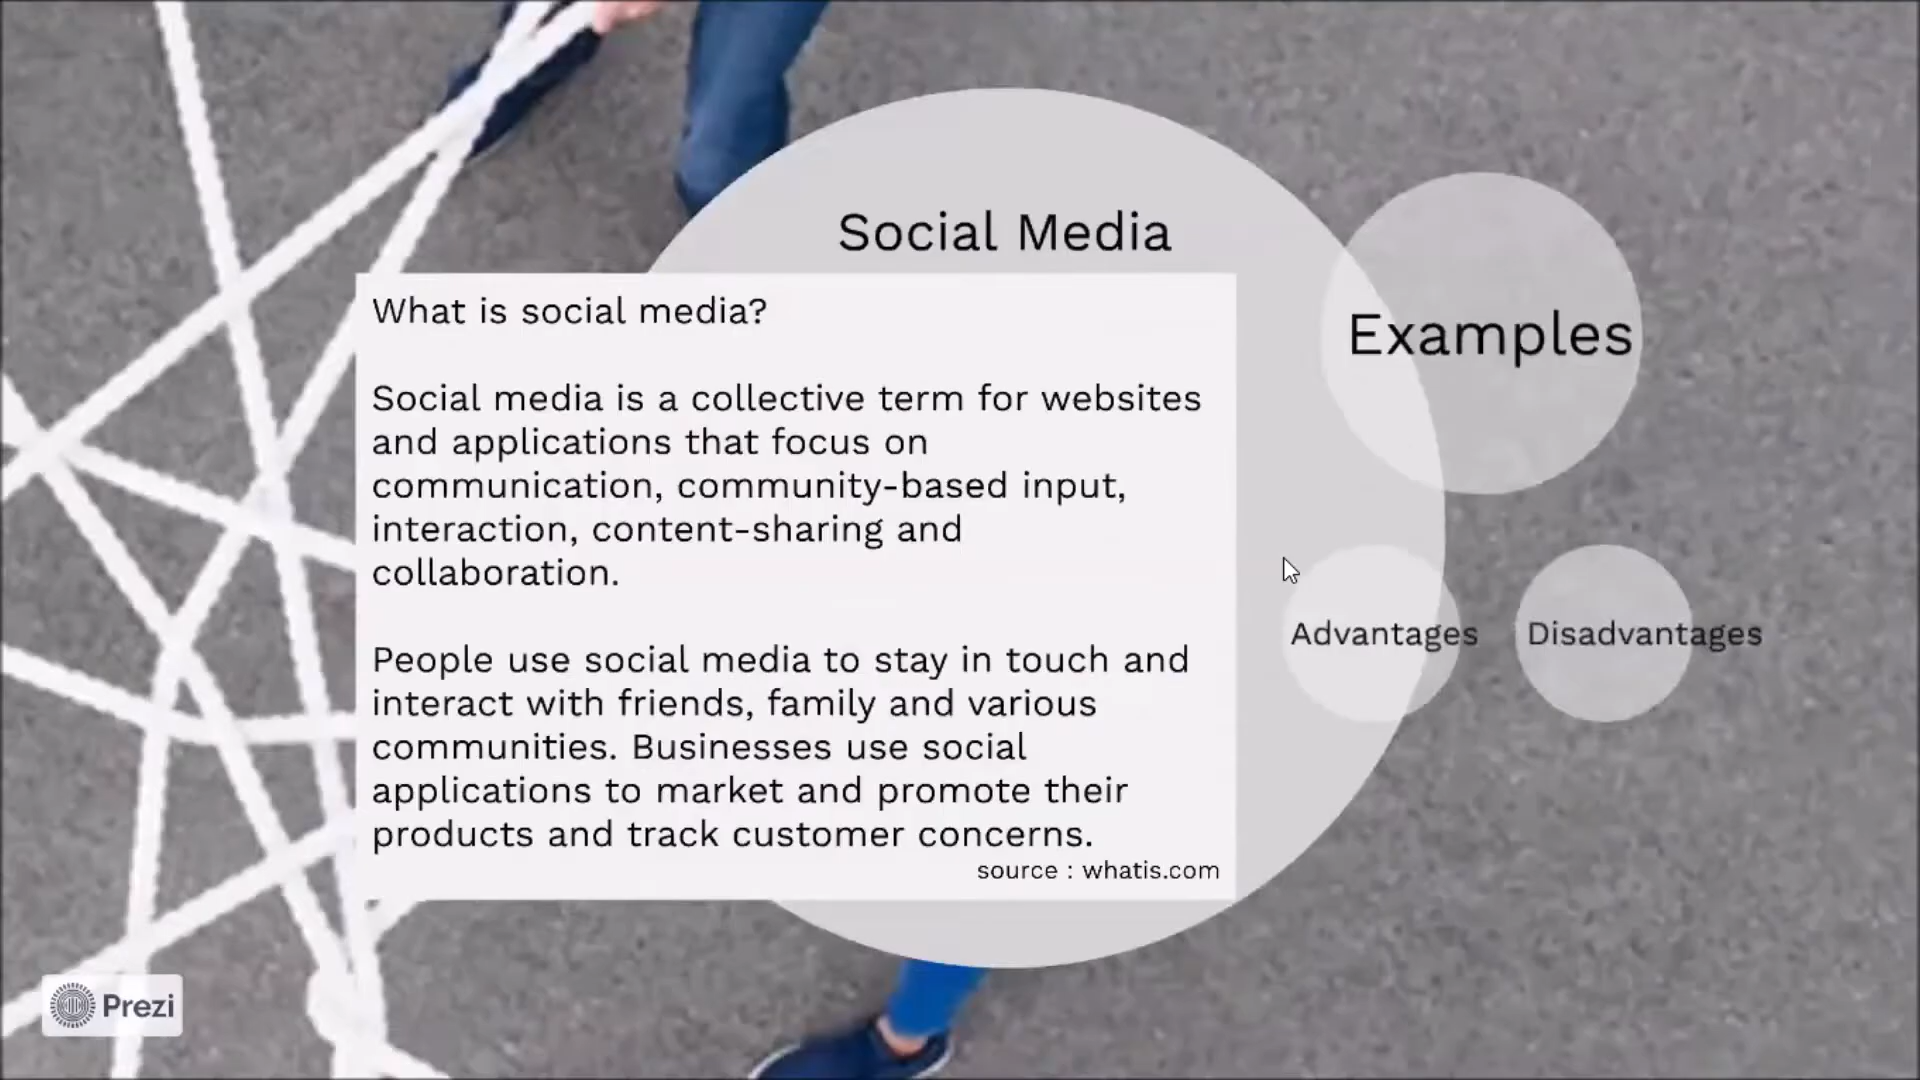 Social Media
What is social media?
Social media is a collective term for websites
and applications that focus on
communication, community-based input,
interaction, content-sharing and
collaboration.
People use social media to stay in touch and
interact with friends, family and various
communities. Businesses use social
applications to market and promote their
products and track customer concerns.
source : whatis.com
Examples
Advantages
Disadvantages
Prezi